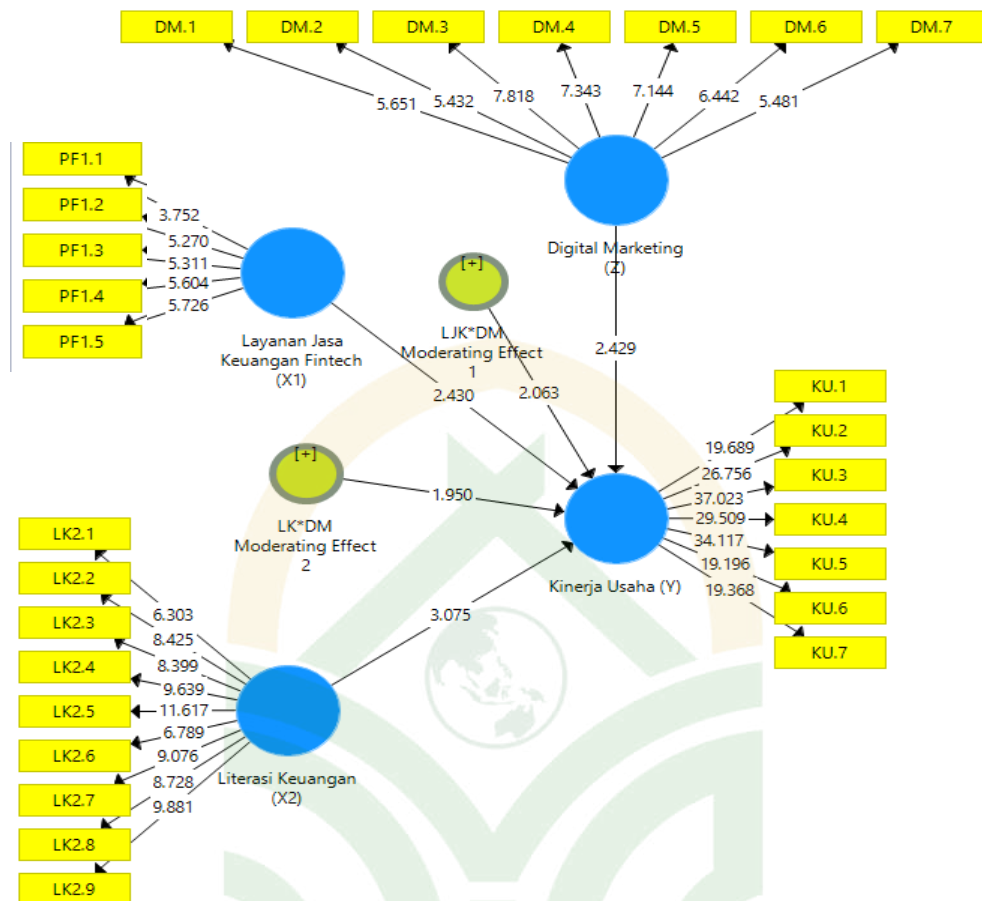 DM.1 DM.2 DM.3 DM.4 DM.5 DM.6 DM.7
5.651 5.432 7.818 7.343 7.144 6.442 5.481
Digital Marketing
(Z)
PF1.1
PF1.2
PF1.3
PF1.4
PF1.5
3.752
5.270
5.311
5.604
5.726
Layanan Jasa
Keuangan Fintech
(X1)
[+]
LJK*DM
Moderating Effect
1
2.429
2.430
2.063
[+]
LK*DM
Moderating Effect
2
1.950
3.075
Kinerja Usaha (Y)
KU.1
KU.2
KU.3
KU.4
KU.5
KU.6
KU.7
19.689
26.756
37.023
29.509
34.117
19.196
19.368
LK2.1
LK2.2
LK2.3
LK2.4
LK2.5
LK2.6
LK2.7
LK2.8
LK2.9
6.303
8.425
8.399
9.639
11.617
6.789
9.076
8.728
9.881
Literasi Keuangan
(X2)